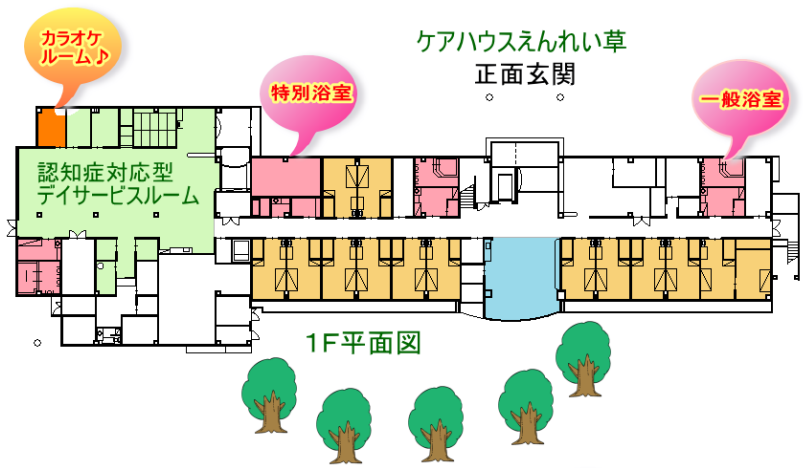 カラオケ
ルーム♪
ケアハウスえんれい草
正面玄関
特別浴室
一般浴室
認知症対応型
デイサービスルーム
1F平面図